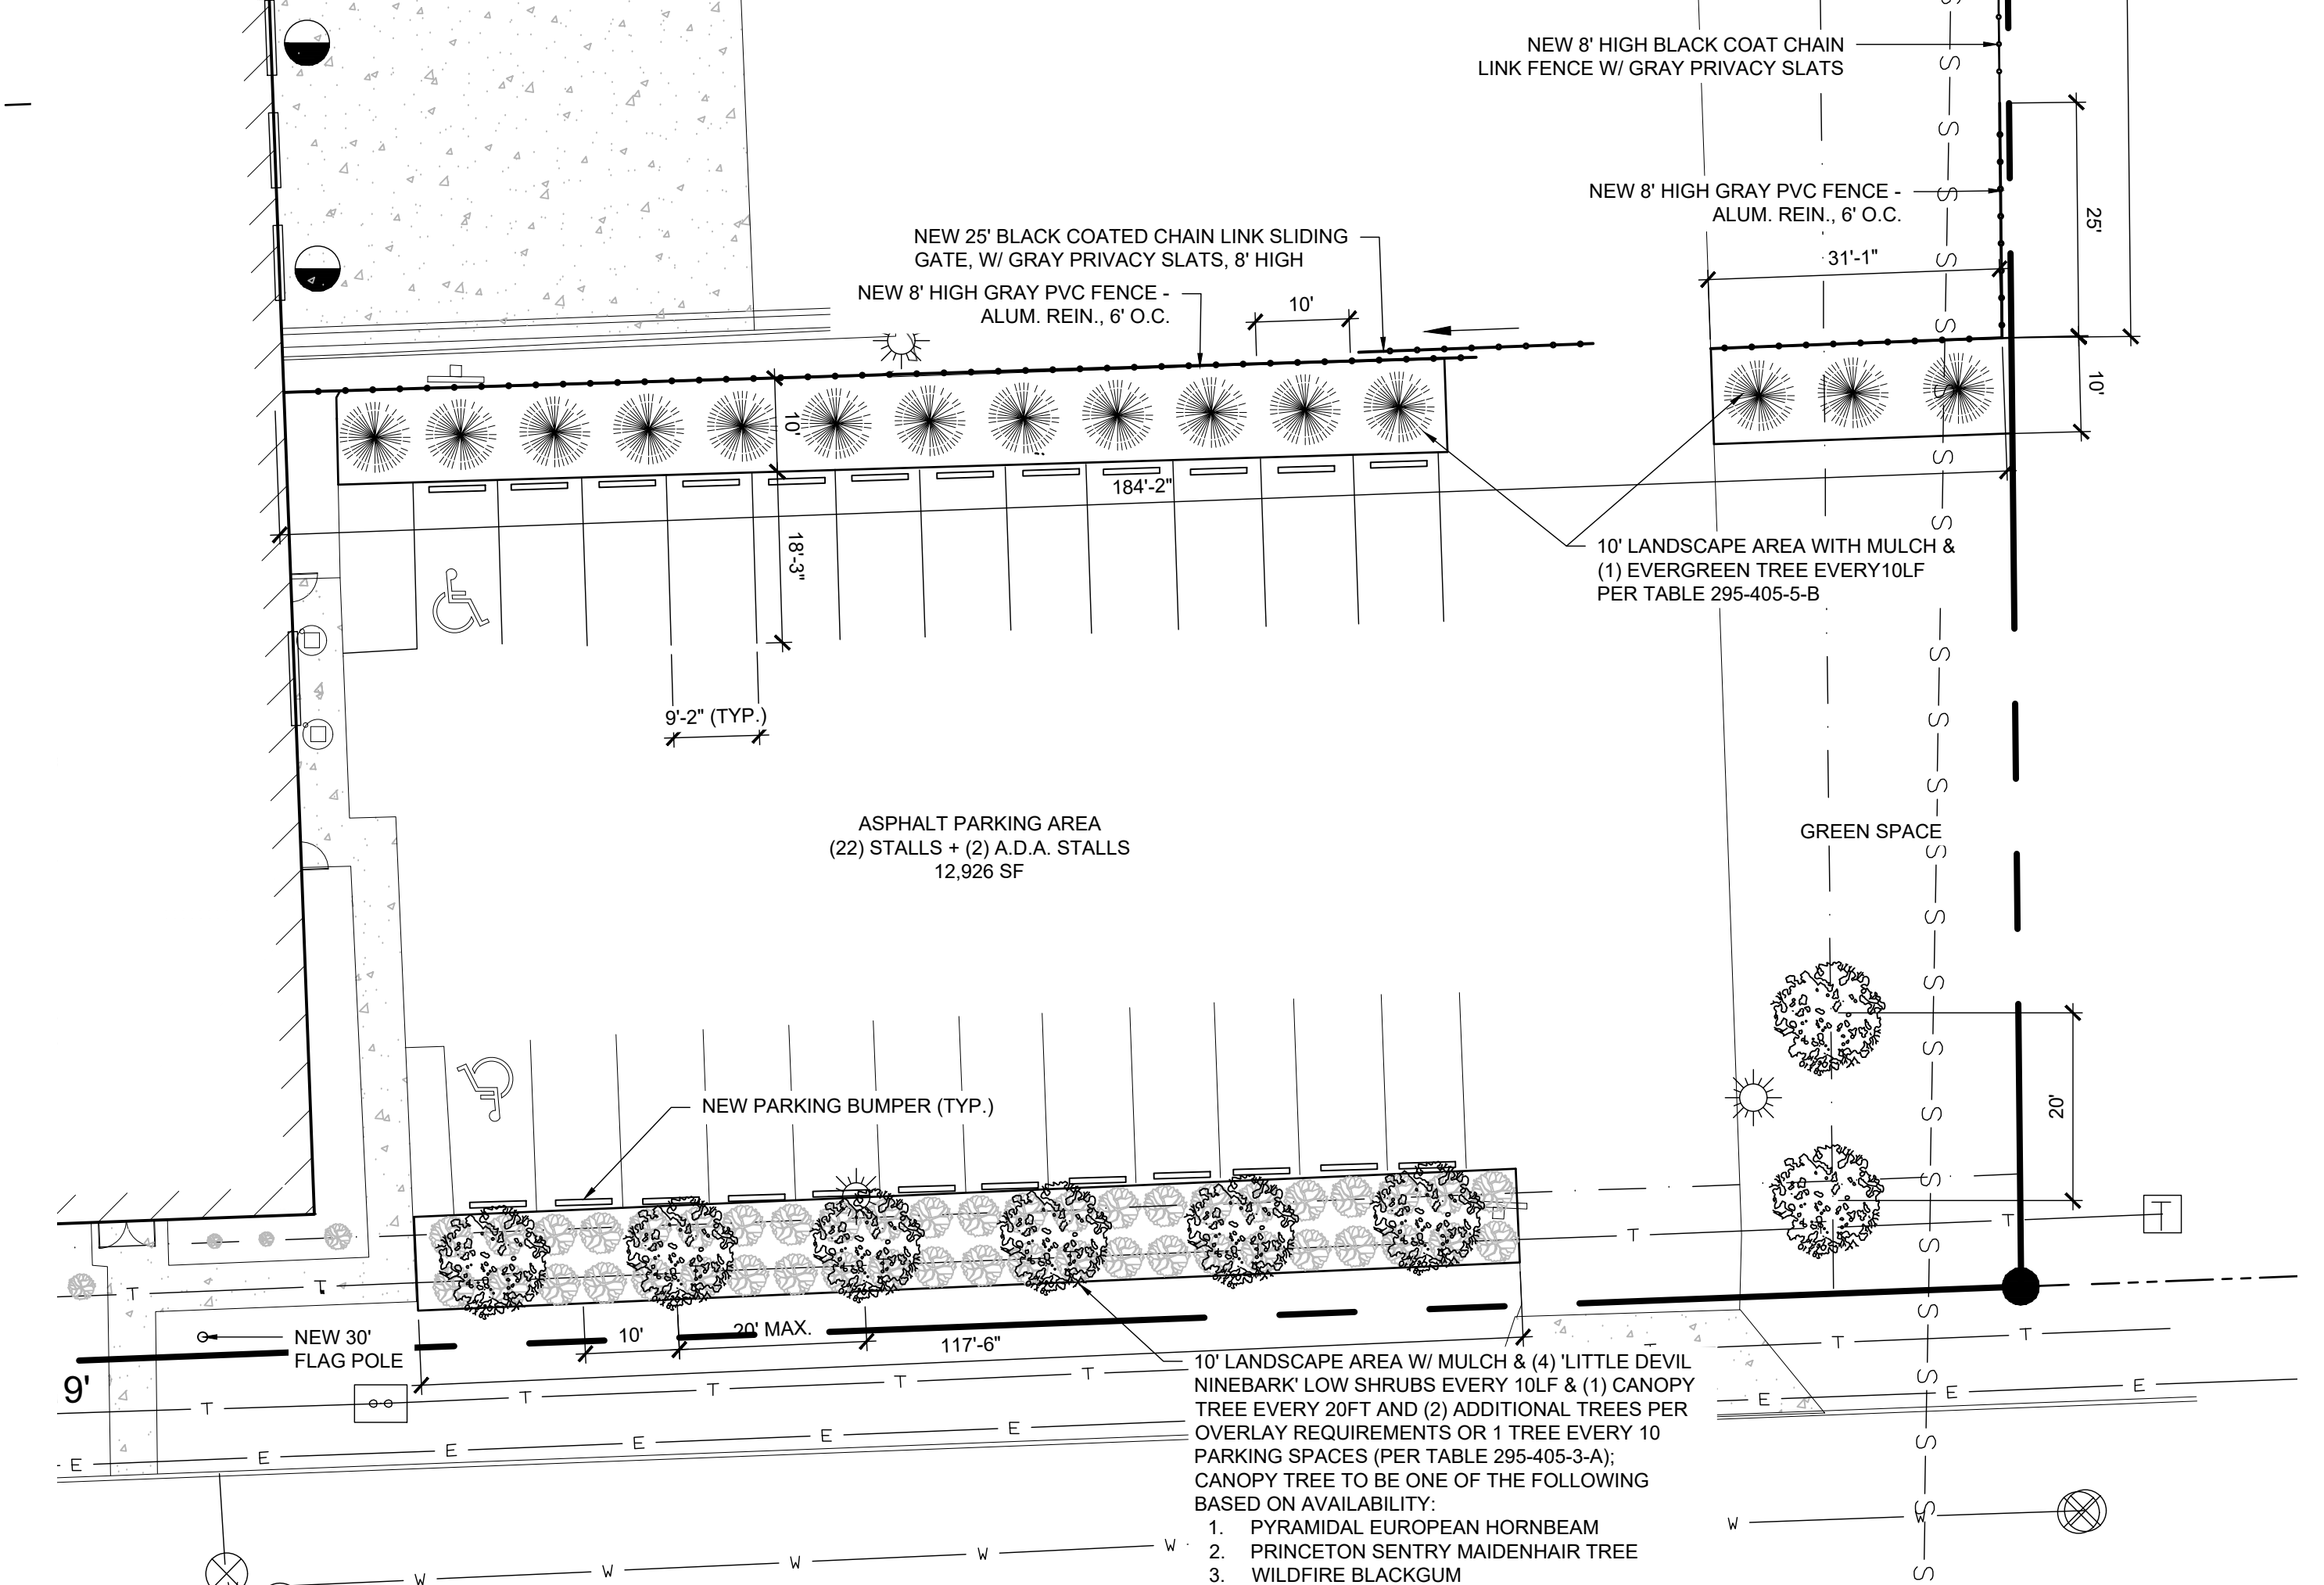 NEW 8' HIGH BLACK COAT CHAIN
LINK FENCE W/ GRAY PRIVACY SLATS
NEW 8' HIGH GRAY PVC FENCE -
ALUM. REIN., 6' O.C.
25'
31'-1"
NEW 25' BLACK COATED CHAIN LINK SLIDING
GATE, W/ GRAY PRIVACY SLATS, 8' HIGH
NEW 8' HIGH GRAY PVC FENCE -
ALUM. REIN., 6' O.C.
10'
10'
10'
184'-2"
18'-3"
10' LANDSCAPE AREA WITH MULCH &
(1) EVERGREEN TREE EVERY10LF
PER TABLE 295-405-5-B
9'-2" (TYP.)
ASPHALT PARKING AREA
(22) STALLS + (2) A.D.A. STALLS
12,926 SF
GREEN SPACE
NEW PARKING BUMPER (TYP.)
20'
T
S S S S S S S S S S S S S S S S S S S S S S S S
T T T T
NEW 30'
FLAG POLE
10'
20' MAX.
117'-6"
9'
T T T T T T T
E E E E E E E E E
10' LANDSCAPE AREA W/ MULCH & (4) 'LITTLE DEVIL
NINEBARK' LOW SHRUBS EVERY 10LF & (1) CANOPY
TREE EVERY 20FT AND (2) ADDITIONAL TREES PER
OVERLAY REQUIREMENTS OR 1 TREE EVERY 10
PARKING SPACES (PER TABLE 295-405-3-A);
CANOPY TREE TO BE ONE OF THE FOLLOWING
BASED ON AVAILABILITY:
1. PYRAMIDAL EUROPEAN HORNBEAM
2. PRINCETON SENTRY MAIDENHAIR TREE
3. WILDFIRE BLACKGUM
W W W W W W W